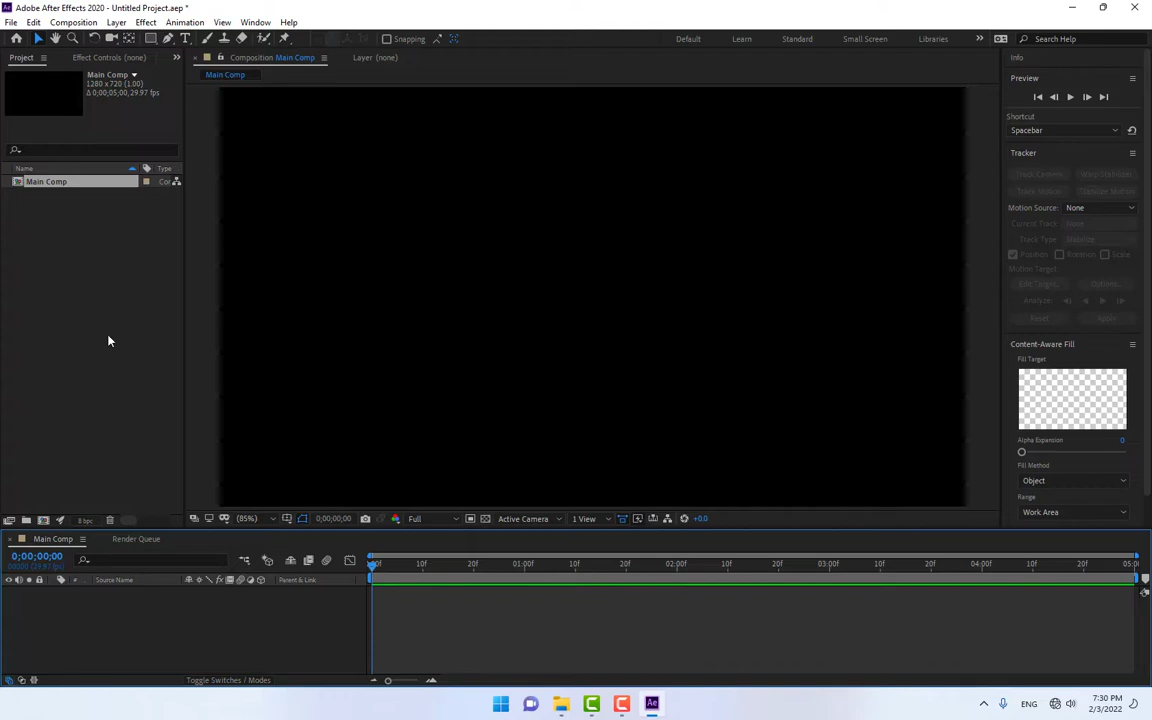 Adobe After Effects 2020 - Untitled Project.aep *
File Edit Composition Layer Effect Animation View Window Help
Snapping Default Learn Standard Small Screen Libraries Search Help
Project Effect Controls (none) Composition Main Comp Layer (none) Info
Main Comp
1280 x 720 (1.00)
Δ 0;00;05;00, 29.97 fps
Main Comp
Preview
Shortcut
Spacebar
Name Type
Main Comp Cor
Tracker
Track Camera Warp Stabilizer
Track Motion Stabilize Motion
Motion Source: None
Current Track: None
Track Type Stabilize
Position Rotation Scale
Motion Target:
Edit Target... Options...
Analyze:
Reset Apply
Content-Aware Fill
Fill Target
Alpha Expansion 0
Fill Method
Object
Range
Work Area
8 bpc (85%) 0;00;00;00 Full Active Camera 1 View +0.0
Main Comp Render Queue
0;00;00;00
00000 (29.97 fps)
:00f 10f 20f 01:00f 10f 20f 02:00f 10f 20f 03:00f 10f 20f 04:00f 10f 20f 05:0
# Source Name Parent & Link
Toggle Switches / Modes
ENG 7:30 PM
2/3/2022